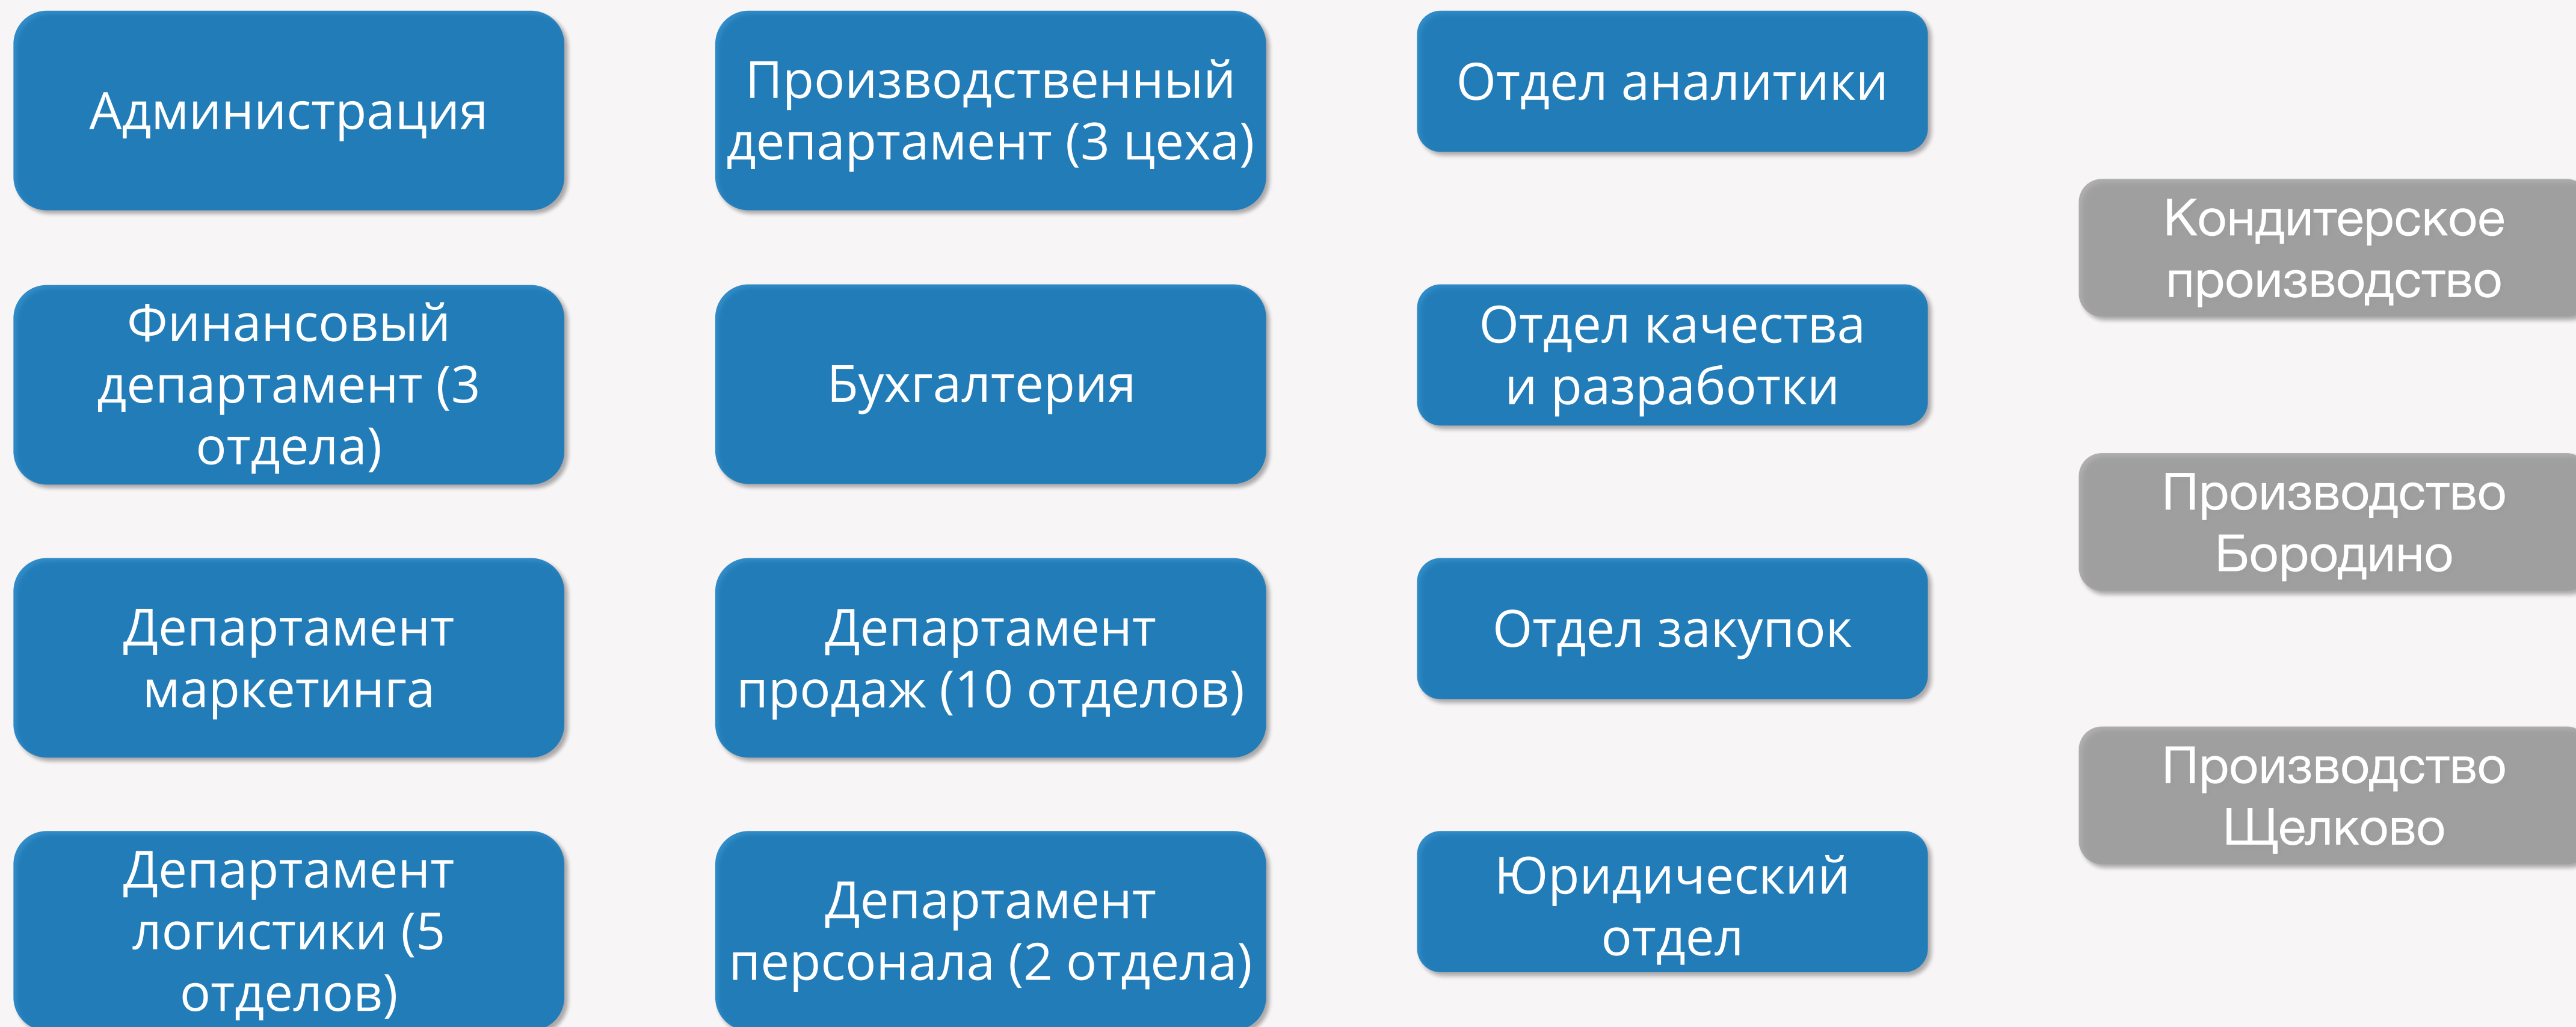 Администрация
Финансовый
департамент (3
отдела)
Департамент
маркетинга
Департамент
логистики (5
отделов)
Производственный
департамент (3 цеха)
Бухгалтерия
Департамент
продаж (10 отделов)
Департамент
персонала (2 отдела)
Отдел аналитики
Отдел качества
и разработки
Отдел закупок
Юридический
отдел
Кондитерское
производство
Производство
Бородино
Производство
Щелково